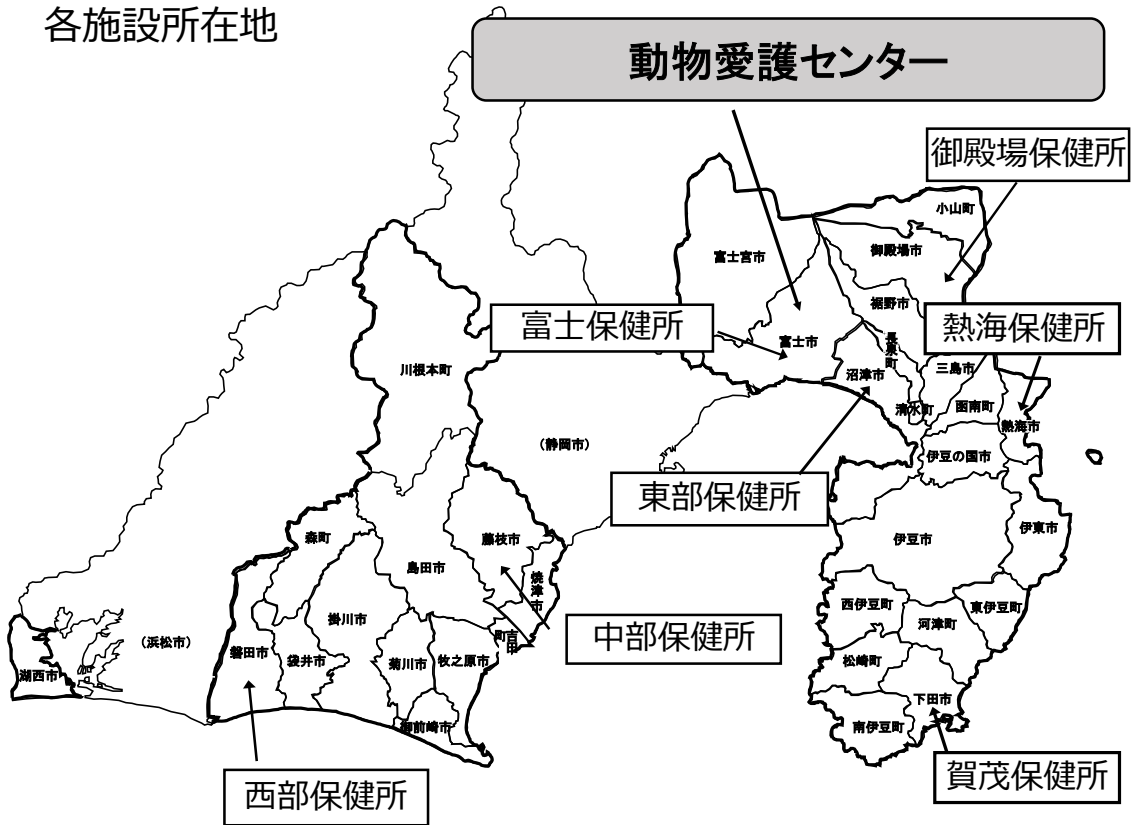 各施設所在地
動物愛護センター
御殿場保健所
小山町
御殿場市
富士宮市
裾野市
富士保健所
熱海保健所
富士市
長泉町
沼津市
三島市
川根本町
清水町
函南町
熱海市
(静岡市)
伊豆の国市
東部保健所
伊東市
森町
藤枝市
伊豆市
島田市
焼津市
西伊豆町
東伊豆町
掛川市
河津町
(浜松市)
吉田町
中部保健所
磐田市
袋井市
菊川市
牧之原市
松崎町
湖西市
下田市
御前崎市
南伊豆町
賀茂保健所
西部保健所